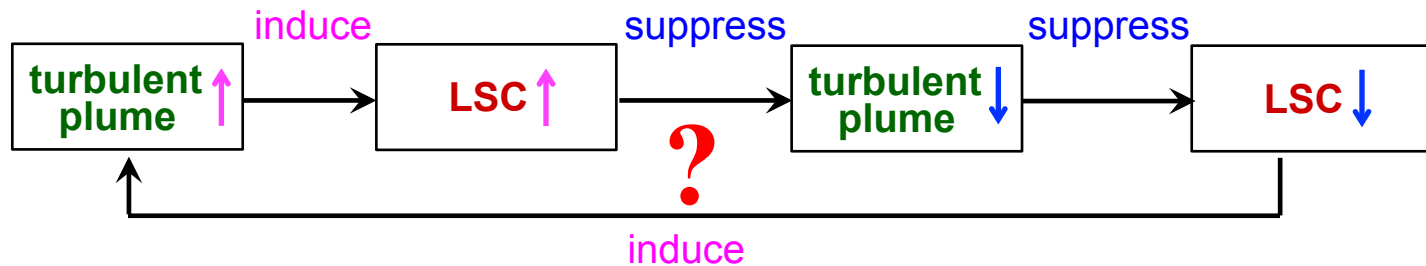 induce
suppress
suppress
turbulent
plume
LSC
turbulent
plume
LSC
?
induce